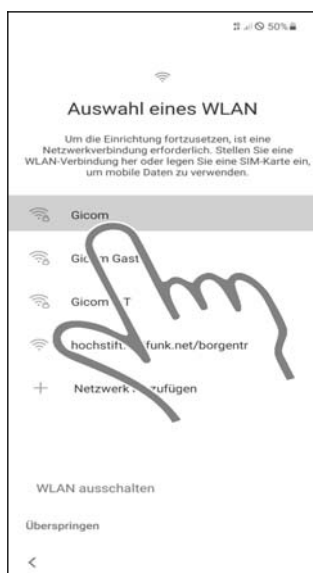 50%
Auswahl eines WLAN
Um die Einrichtung fortzusetzen, ist eine
Netzwerkverbindung erforderlich. Stellen Sie eine
WLAN-Verbindung her oder legen Sie eine SIM-Karte ein,
um mobile Daten zu verwenden.
Gicom
Gast
Gicom
funk.net/borgentr
Netzwerk
WLAN ausschalten
Überspringen